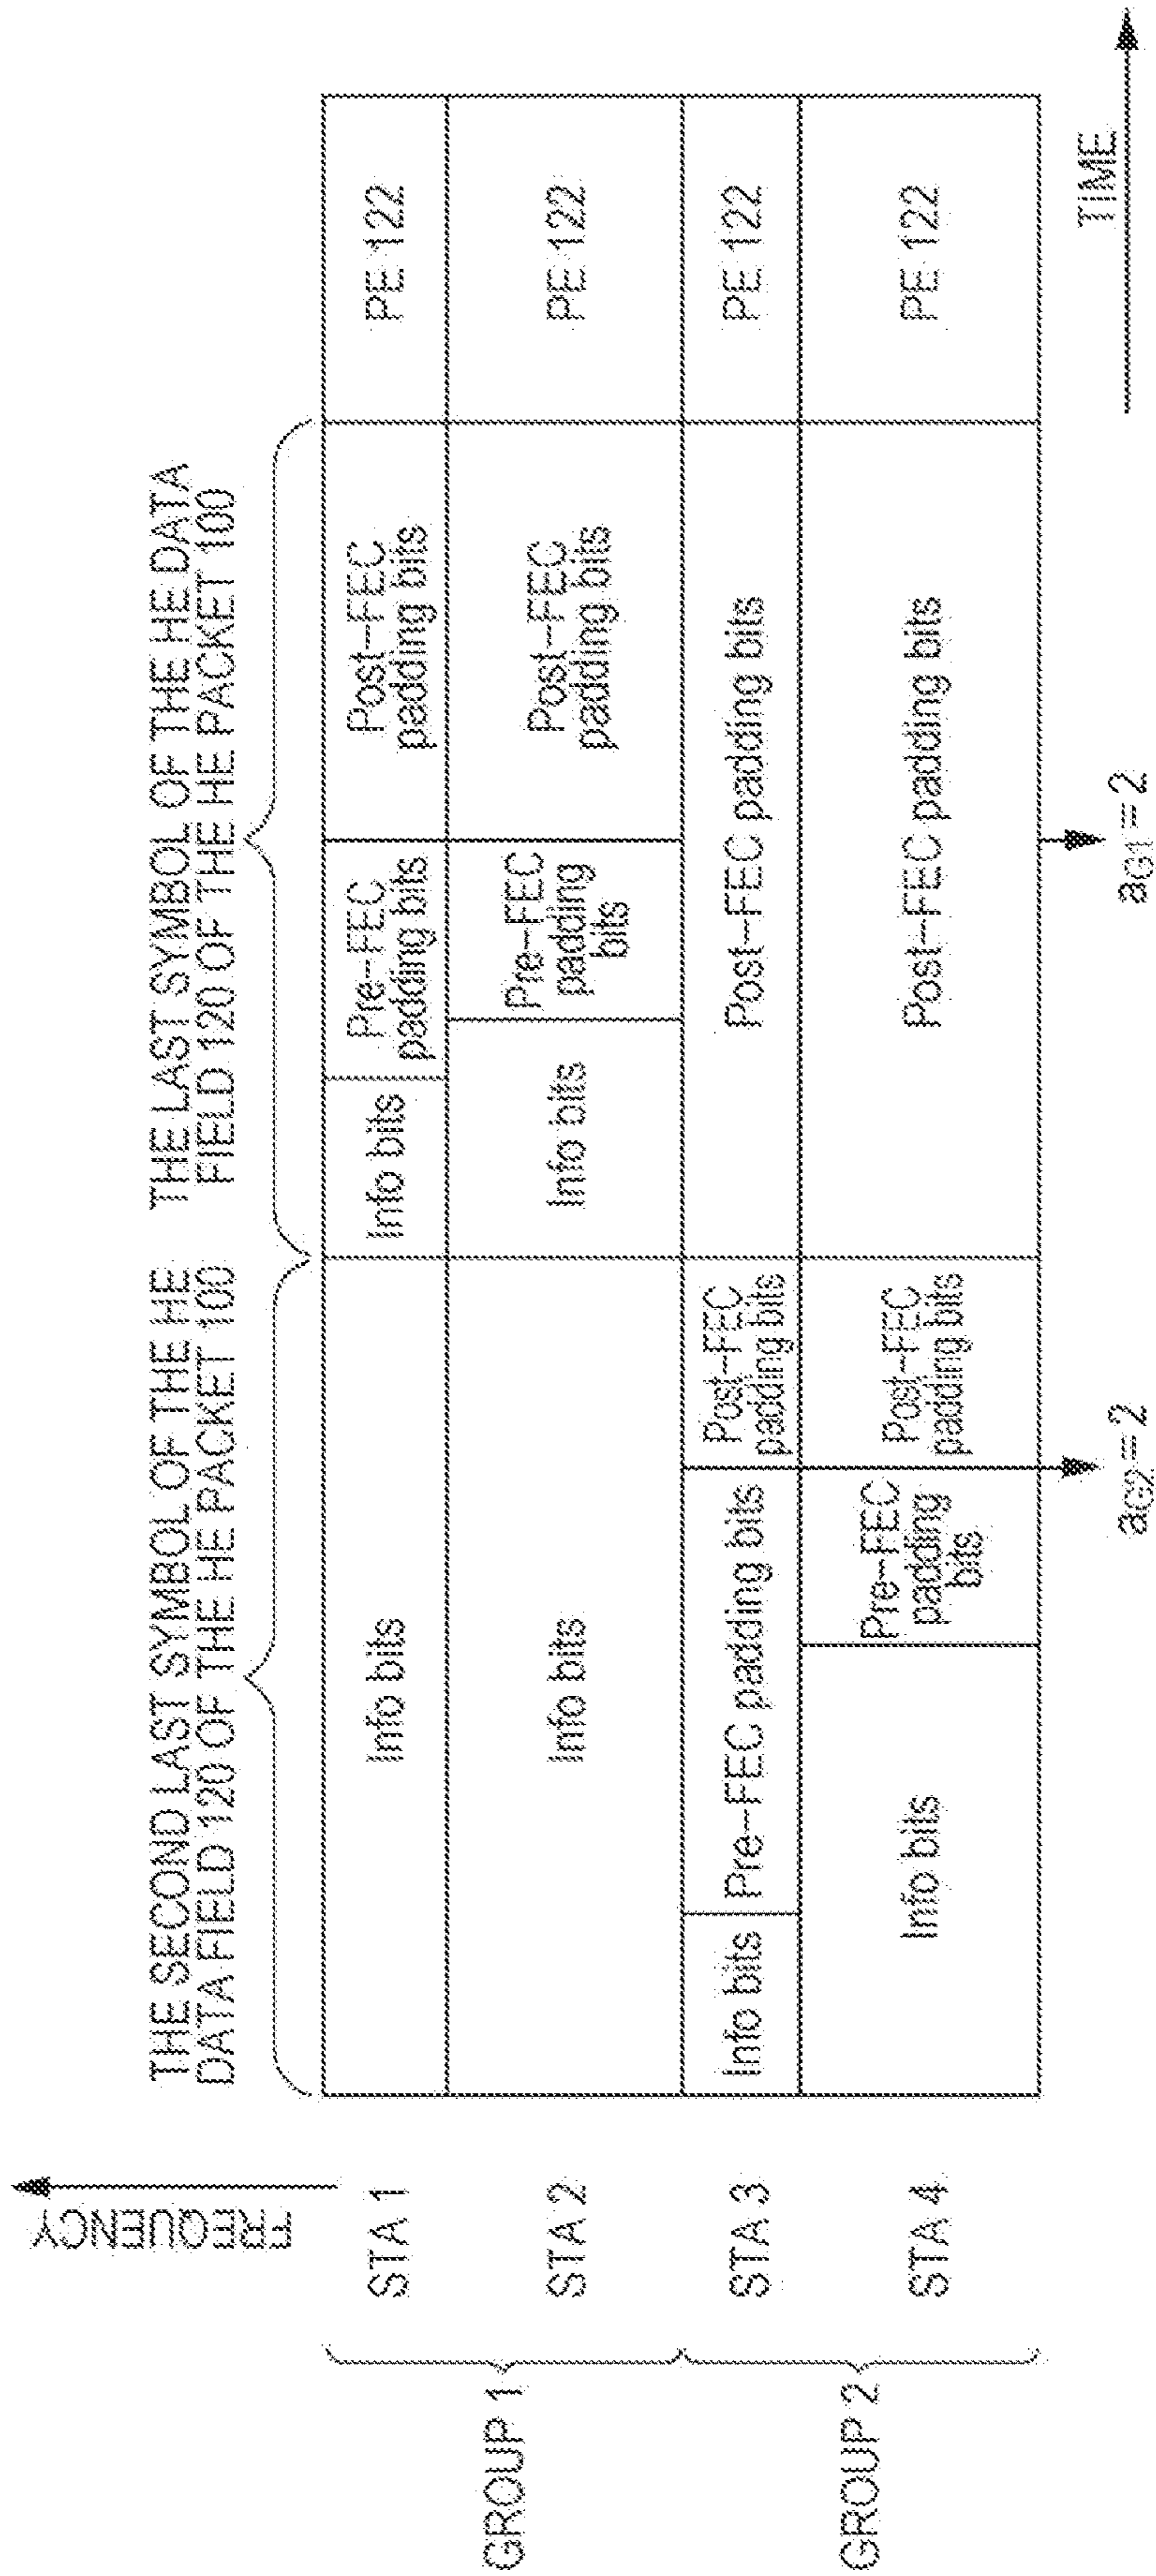 THE SECOND LAST SYMBOL OF THE HE
DATA FIELD 120 OF THE HE PACKET 100
THE LAST SYMBOL OF THE HE DATA
FIELD 120 OF THE HE PACKET 100
FREQUENCY
GROUP 1
STA 1
Info bits
Info bits
Pre-FEC
padding bits
Post-FEC
padding bits
PE 122
STA 2
Info bits
Info bits
Pre-FEC
padding
bits
Post-FEC
padding bits
PE 122
GROUP 2
STA 3
Info bits
Pre-FEC padding bits
Post-FEC
padding bits
Post-FEC padding bits
PE 122
STA 4
Info bits
Pre-FEC
padding
bits
Post-FEC
padding bits
Post-FEC padding bits
PE 122
aG2=2
aG1=2
TIME